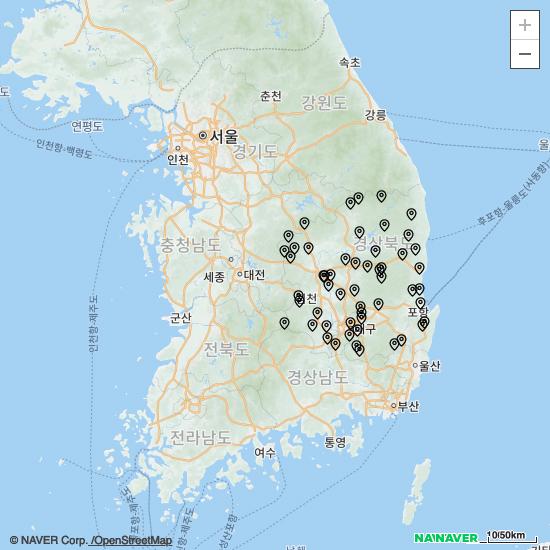 +
−
속초
강원도
춘천
강릉
연평도
도
서울
울
인천
경기도
인천항-백령도
후포항-울릉도(사동항)
충청남도
경상북도
세종
대전
인천항-제주도
김천
군산
포항
대구
전라북도
울산
경상남도
부산
전라남도
여수
통영
© NAVER Corp. /OpenStreetMap
NAVER
10/50km